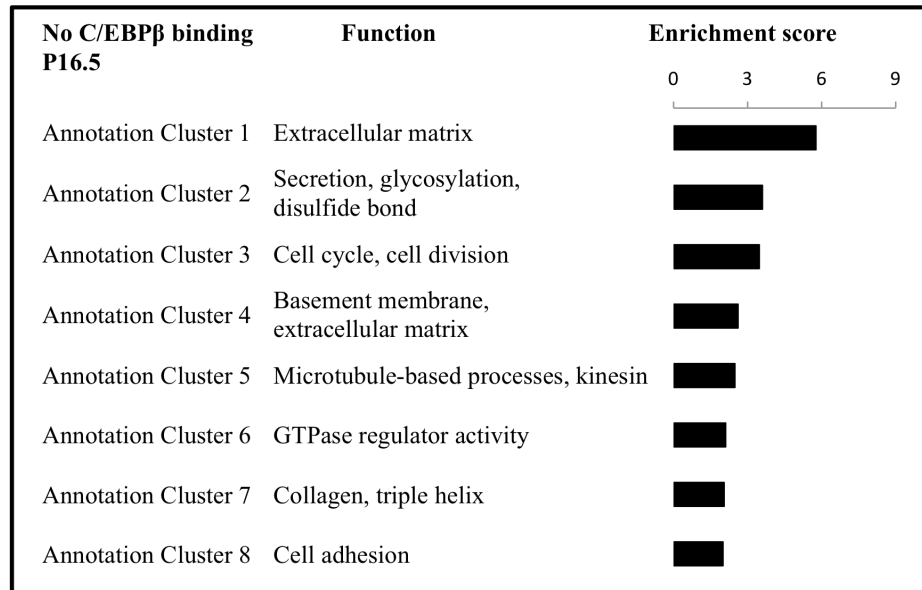 No C/EBPβ binding Function Enrichment score
P16.5
0 3 6 9
Annotation Cluster 1 Extracellular matrix
Annotation Cluster 2 Secretion, glycosylation,
disulfide bond
Annotation Cluster 3 Cell cycle, cell division
Annotation Cluster 4 Basement membrane,
extracellular matrix
Annotation Cluster 5 Microtubule-based processes, kinesin
Annotation Cluster 6 GTPase regulator activity
Annotation Cluster 7 Collagen, triple helix
Annotation Cluster 8 Cell adhesion